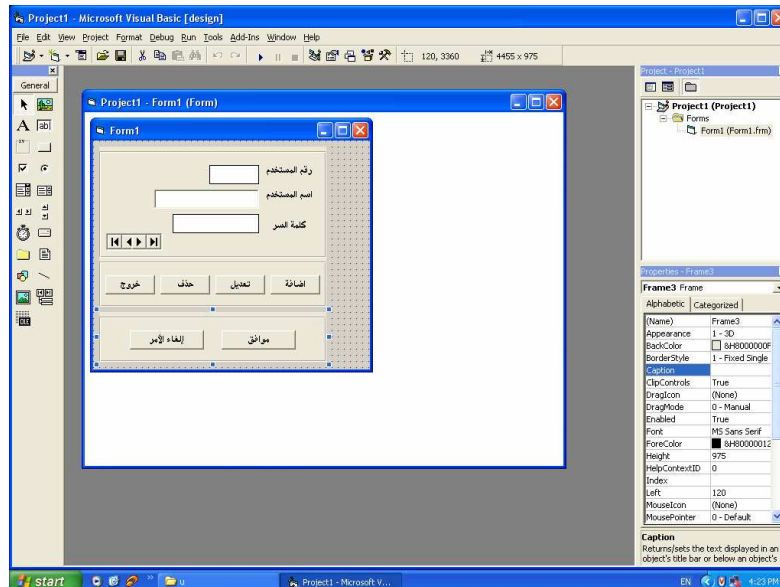 Project1 - Microsoft Visual Basic [design]
File Edit View Project Format Debug Run Tools Add-Ins Window Help
120, 3360 4455 x 975
General
Project1 - Form1 (Form)
Form1
رقم المستخدم
اسم المستخدم
كلمة السر
اضافة تعديل حذف خروج
موافق إلغاء الأمر
Project - Project1
Project1 (Project1)
Forms
Form1 (Form1.frm)
Properties - Frame3
Frame3 Frame
Alphabetic Categorized
(Name) Frame3
Appearance 1 - 3D
BackColor &H8000000F
BorderStyle 1 - Fixed Single
Caption
ClipControls True
DragIcon (None)
DragMode 0 - Manual
Enabled True
Font MS Sans Serif
ForeColor &H80000012
Height 975
HelpContextID 0
Index
Left 120
MouseIcon (None)
MousePointer 0 - Default
Caption
Returns/sets the text displayed in an
object's title bar or below an object's
start u Project1 - Microsoft V... EN 4:23 PM